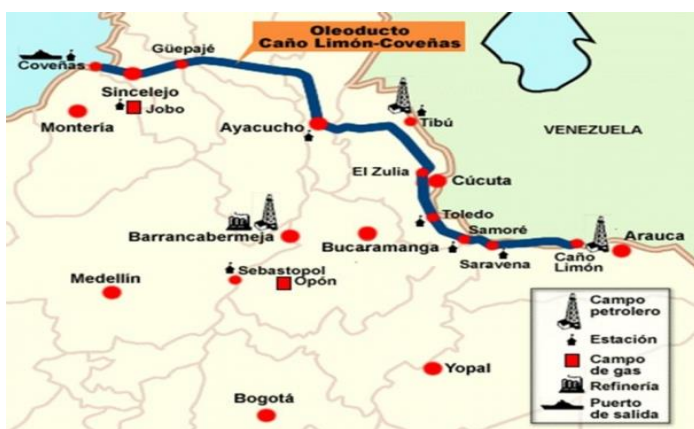 Oleoducto
Caño Limón-Coveñas
Güepajé
Coveñas
Sincelejo
Jobo
Montería
Ayacucho
Tibú
VENEZUELA
El Zulia
Cúcuta
Toledo
Samoré
Barrancabermeja
Bucaramanga
Arauca
Saravena
Caño
Limón
Sebastopol
Opón
Medellín
Yopal
Bogotá
Campo
petrolero
Estación
Campo
de gas
Refinería
Puerto
de salida